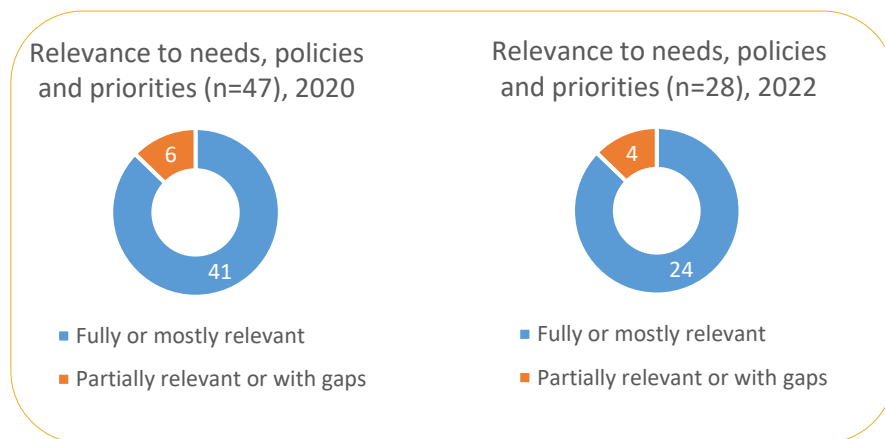 Relevance to needs, policies
and priorities (n=47), 2020
6
41
Fully or mostly relevant
Partially relevant or with gaps
Relevance to needs, policies
and priorities (n=28), 2022
4
24
Fully or mostly relevant
Partially relevant or with gaps